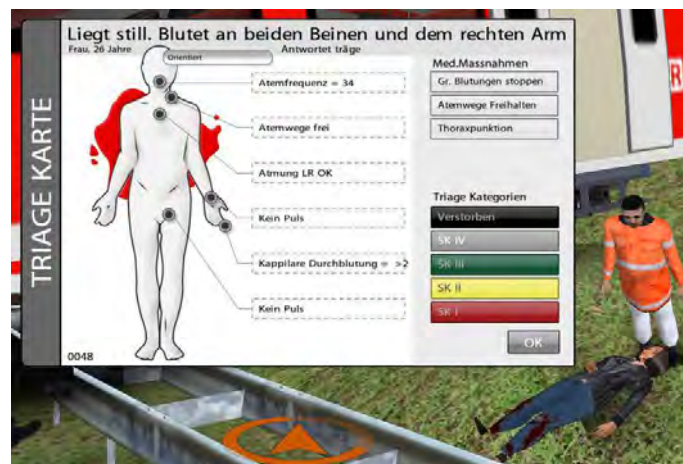 Liegt still. Blutet an beiden Beinen und dem rechten Arm
Frau, 26 Jahre
Orientiert
Antwortet träge
TRIAGE KARTE
Atemfrequenz = 34
Atemwege frei
Atmung LR OK
Kein Puls
Kappilare Durchblutung = >2
Kein Puls
0048
Med.Massnahmen
Gr. Blutungen stoppen
Atemwege Freihalten
Thoraxpunktion
Triage Kategorien
Verstorben
SK IV
SK III
SK II
SK I
OK
R